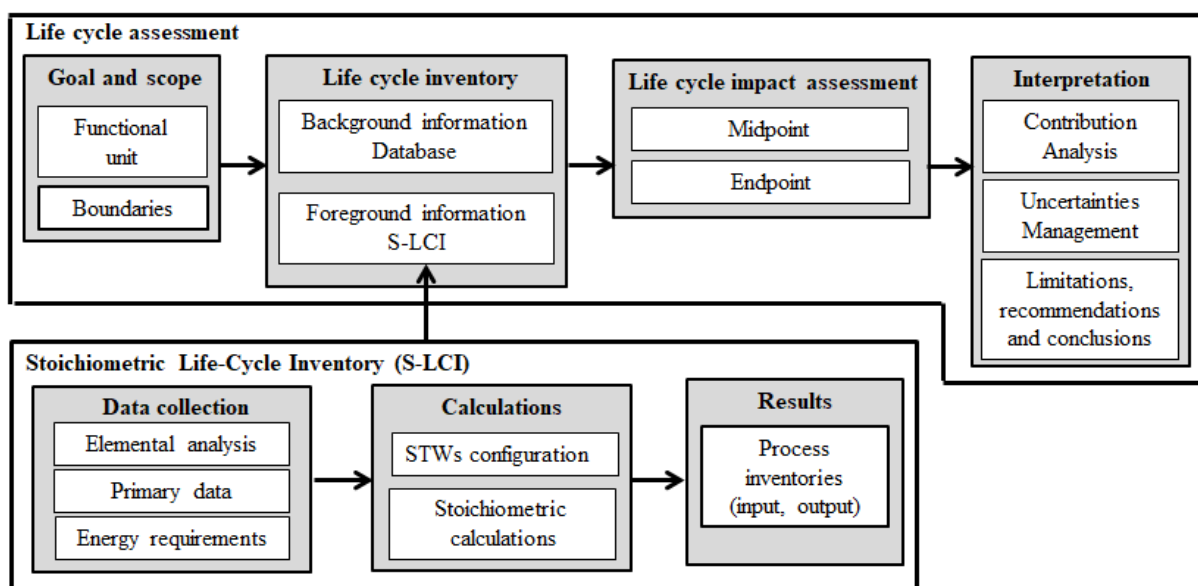 Life cycle assessment
Goal and scope
Functional
unit
Boundaries
Life cycle inventory
Background information
Database
Foreground information
S-LCI
Life cycle impact assessment
Midpoint
Endpoint
Interpretation
Contribution
Analysis
Uncertainties
Management
Limitations,
recommendations
and conclusions
Stoichiometric Life-Cycle Inventory (S-LCI)
Data collection
Elemental analysis
Primary data
Energy requirements
Calculations
STWs configuration
Stoichiometric
calculations
Results
Process
inventories
(input, output)